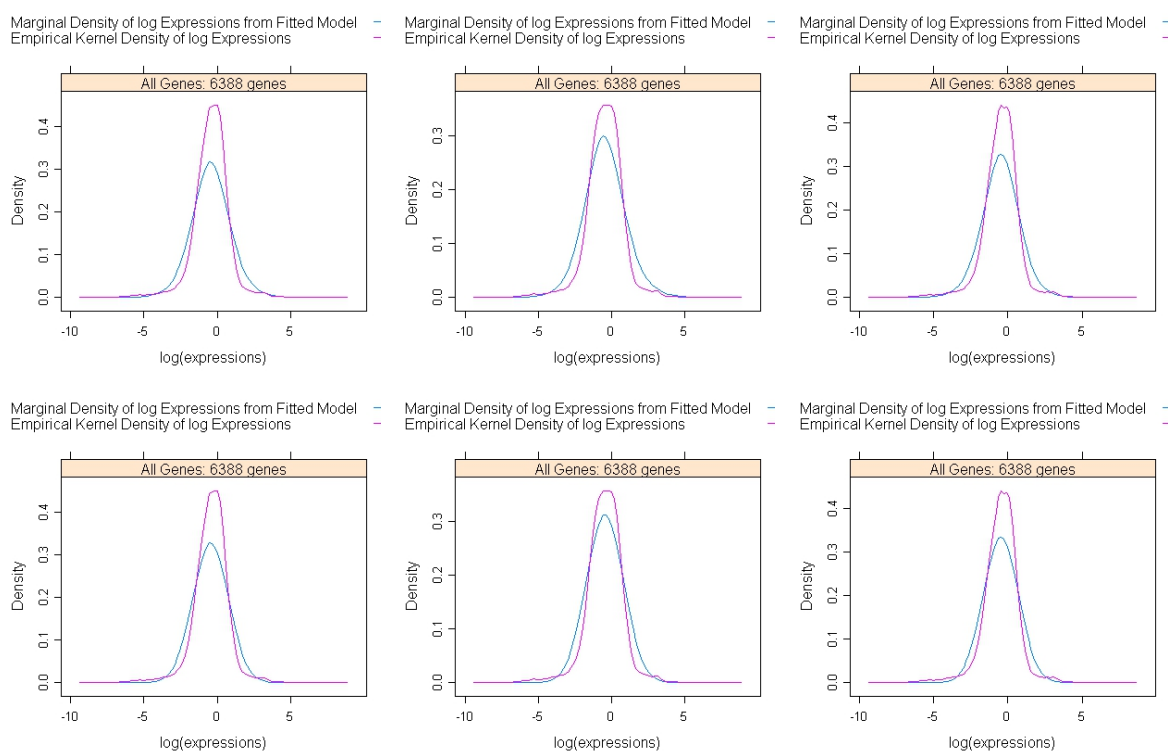 Marginal Density of log Expressions from Fitted Model
Empirical Kernel Density of log Expressions
All Genes: 6388 genes
Density
0.4
0.3
0.2
0.1
0.0
-10 -5 0 5
log(expressions)
Marginal Density of log Expressions from Fitted Model
Empirical Kernel Density of log Expressions
All Genes: 6388 genes
Density
0.3
0.2
0.1
0.0
-10 -5 0 5
log(expressions)
Marginal Density of log Expressions from Fitted Model
Empirical Kernel Density of log Expressions
All Genes: 6388 genes
Density
0.4
0.3
0.2
0.1
0.0
-10 -5 0 5
log(expressions)
Marginal Density of log Expressions from Fitted Model
Empirical Kernel Density of log Expressions
All Genes: 6388 genes
Density
0.4
0.3
0.2
0.1
0.0
-10 -5 0 5
log(expressions)
Marginal Density of log Expressions from Fitted Model
Empirical Kernel Density of log Expressions
All Genes: 6388 genes
Density
0.3
0.2
0.1
0.0
-10 -5 0 5
log(expressions)
Marginal Density of log Expressions from Fitted Model
Empirical Kernel Density of log Expressions
All Genes: 6388 genes
Density
0.4
0.3
0.2
0.1
0.0
-10 -5 0 5
log(expressions)